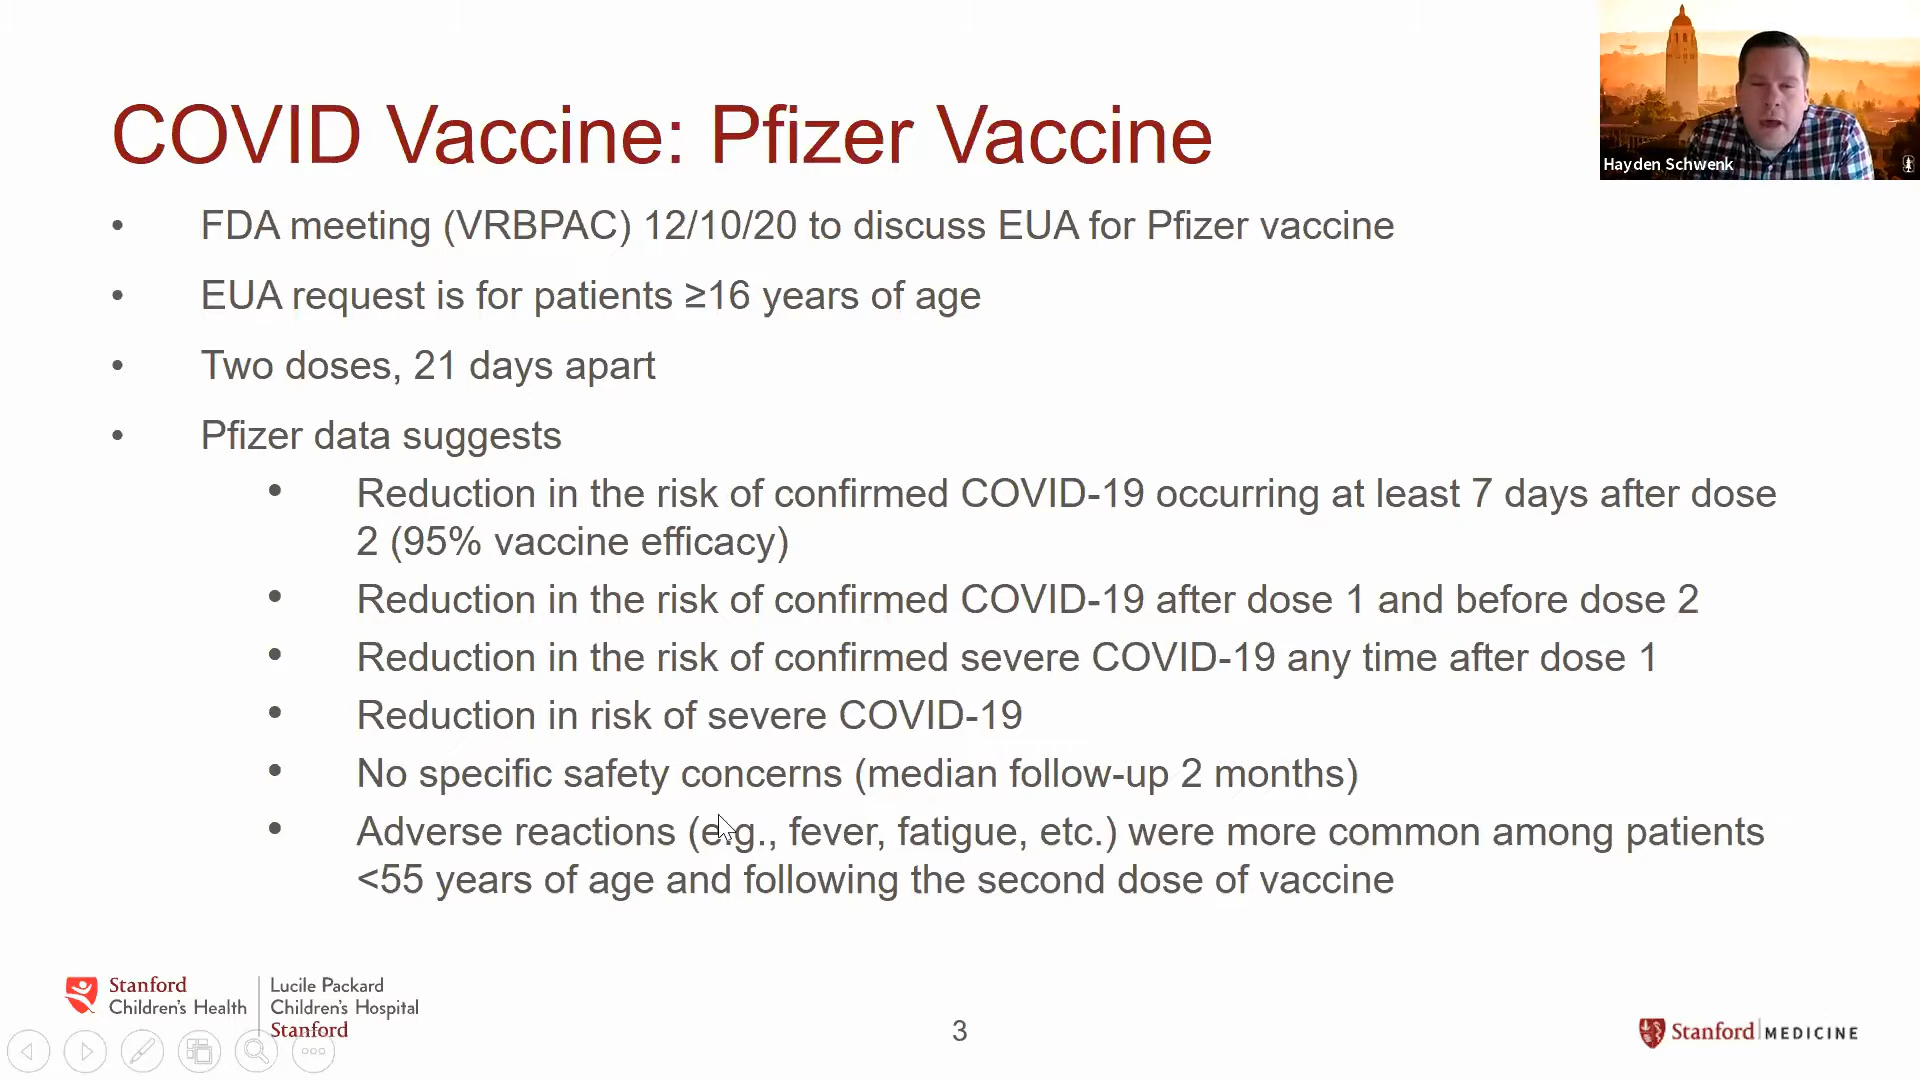 COVID Vaccine: Pfizer Vaccine
Hayden Schwenk
• FDA meeting (VRBPAC) 12/10/20 to discuss EUA for Pfizer vaccine
• EUA request is for patients ≥16 years of age
• Two doses, 21 days apart
• Pfizer data suggests
• Reduction in the risk of confirmed COVID-19 occurring at least 7 days after dose
2 (95% vaccine efficacy)
• Reduction in the risk of confirmed COVID-19 after dose 1 and before dose 2
• Reduction in the risk of confirmed severe COVID-19 any time after dose 1
• Reduction in risk of severe COVID-19
• No specific safety concerns (median follow-up 2 months)
• Adverse reactions (e.g., fever, fatigue, etc.) were more common among patients
<55 years of age and following the second dose of vaccine
Stanford
Children's Health
Lucile Packard
Children's Hospital
Stanford
3
Stanford MEDICINE